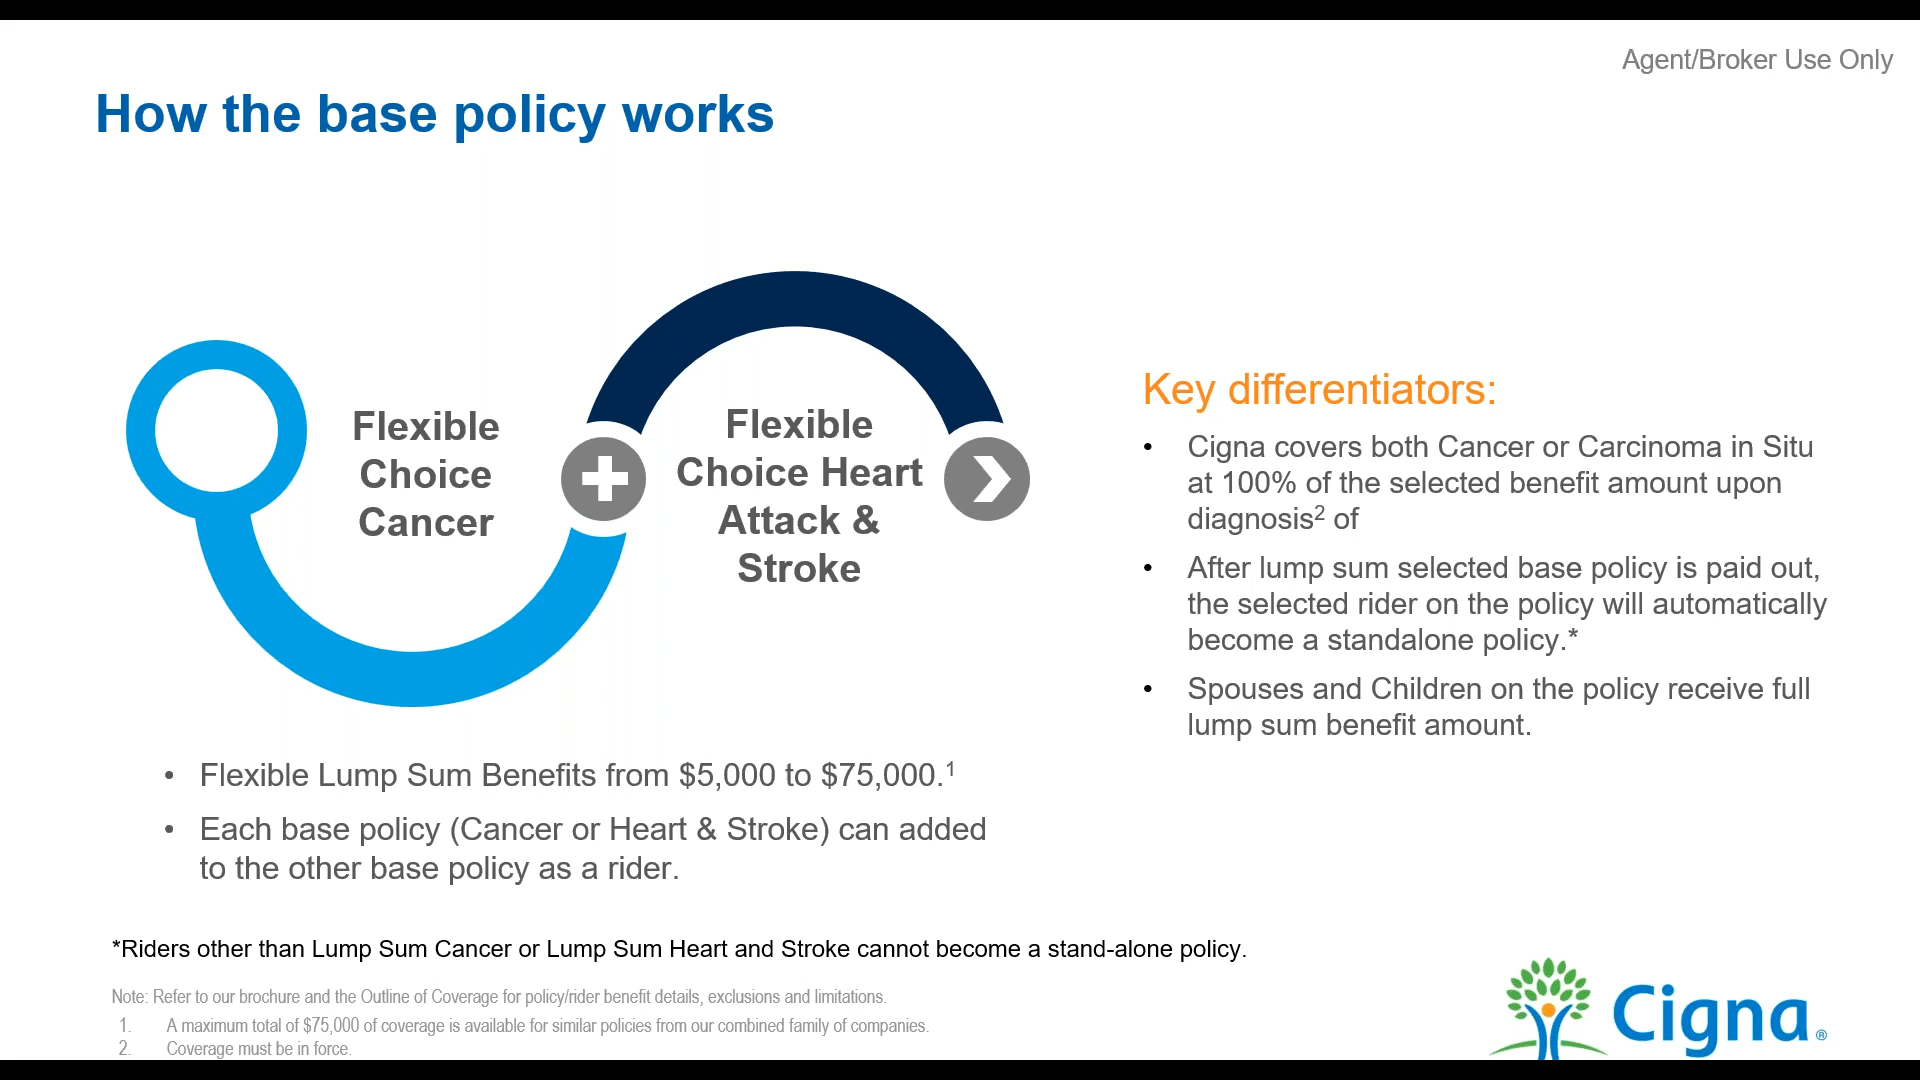 Agent/Broker Use Only
How the base policy works
Flexible
Choice
Cancer
Flexible
Choice Heart
Attack &
Stroke
• Flexible Lump Sum Benefits from $5,000 to $75,000.1
• Each base policy (Cancer or Heart & Stroke) can added
to the other base policy as a rider.
Key differentiators:
• Cigna covers both Cancer or Carcinoma in Situ
at 100% of the selected benefit amount upon
diagnosis2 of
• After lump sum selected base policy is paid out,
the selected rider on the policy will automatically
become a standalone policy.*
• Spouses and Children on the policy receive full
lump sum benefit amount.
*Riders other than Lump Sum Cancer or Lump Sum Heart and Stroke cannot become a stand-alone policy.
Note: Refer to our brochure and the Outline of Coverage for policy/rider benefit details, exclusions and limitations.
1. A maximum total of $75,000 of coverage is available for similar policies from our combined family of companies.
2. Coverage must be in force.
Cigna®